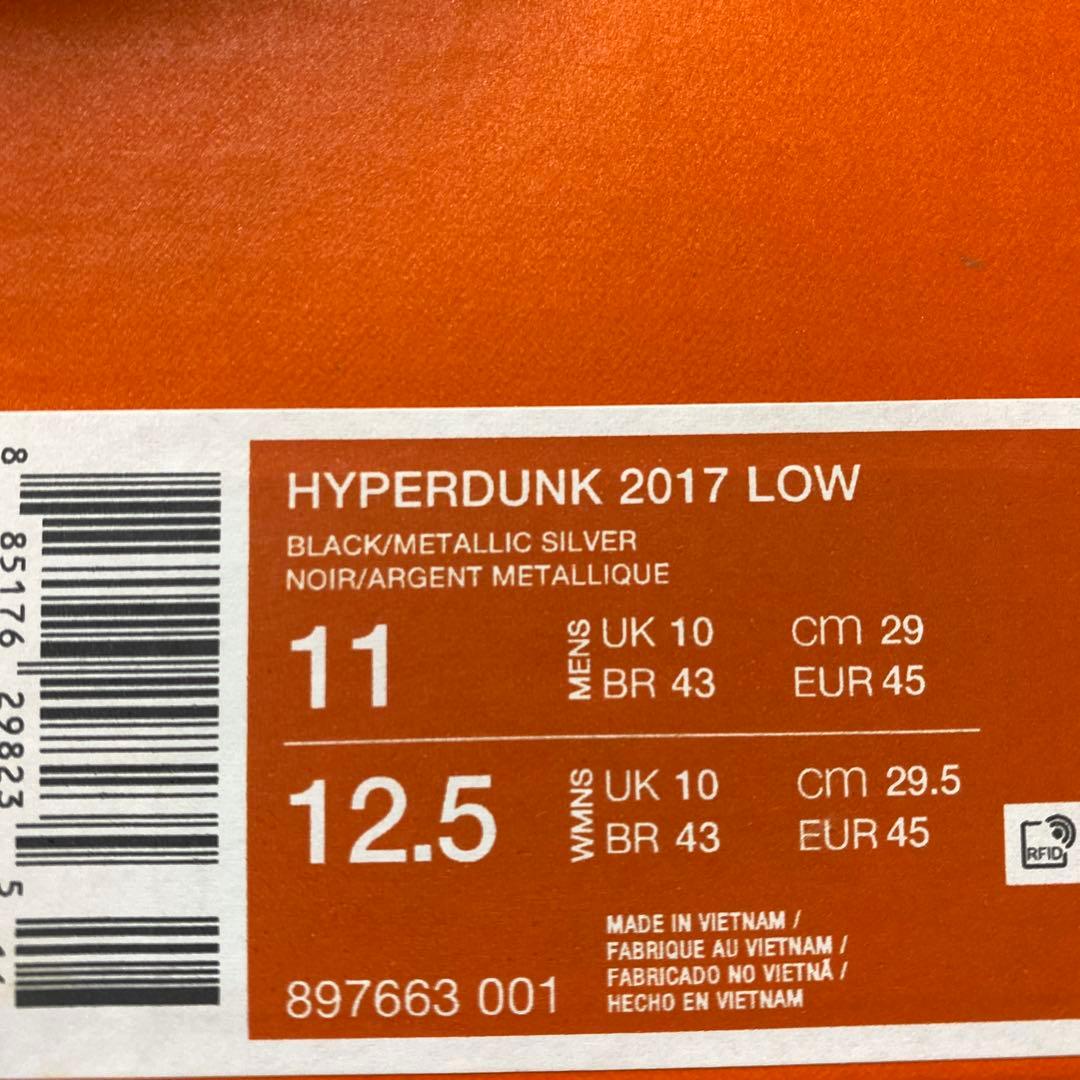 HYPERDUNK 2017 LOW
BLACK/METALLIC SILVER
NOIR/ARGENT METALLIQUE
11 MENS UK 10 cm 29
BR 43 EUR 45
12.5 WMNS UK 10 cm 29.5
BR 43 EUR 45
RFID
MADE IN VIETNAM /
FABRIQUE AU VIETNAM /
FABRICADO NO VIETNÃ /
HECHO EN VIETNAM
897663 001
8 85176 29823 5